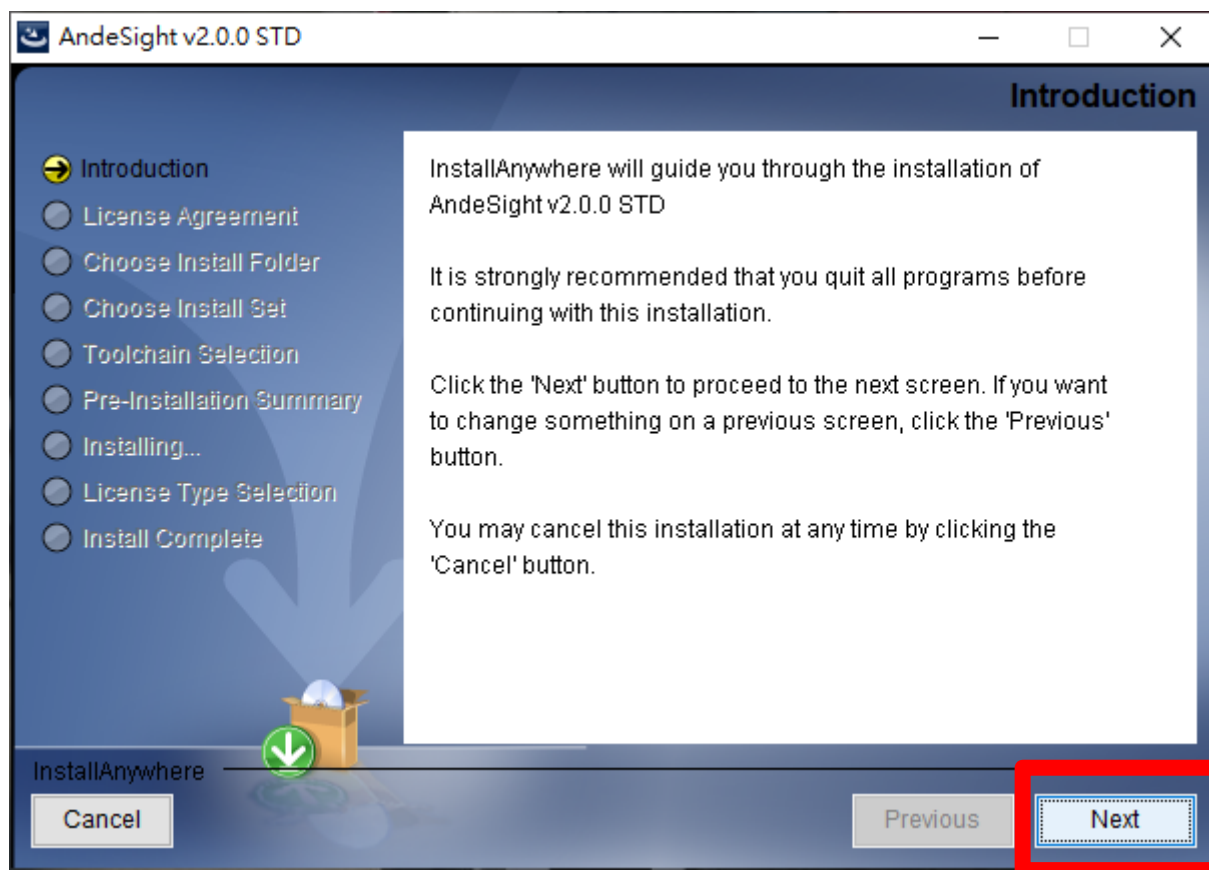 AndeSight v2.0.0 STD
Introduction
Introduction
License Agreement
Choose Install Folder
Choose Install Set
Toolchain Selection
Pre-Installation Summary
Installing...
License Type Selection
Install Complete
InstallAnywhere will guide you through the installation of
AndeSight v2.0.0 STD
It is strongly recommended that you quit all programs before
continuing with this installation.
Click the 'Next' button to proceed to the next screen. If you want
to change something on a previous screen, click the 'Previous'
button.
You may cancel this installation at any time by clicking the
'Cancel' button.
InstallAnywhere
Cancel
Previous
Next